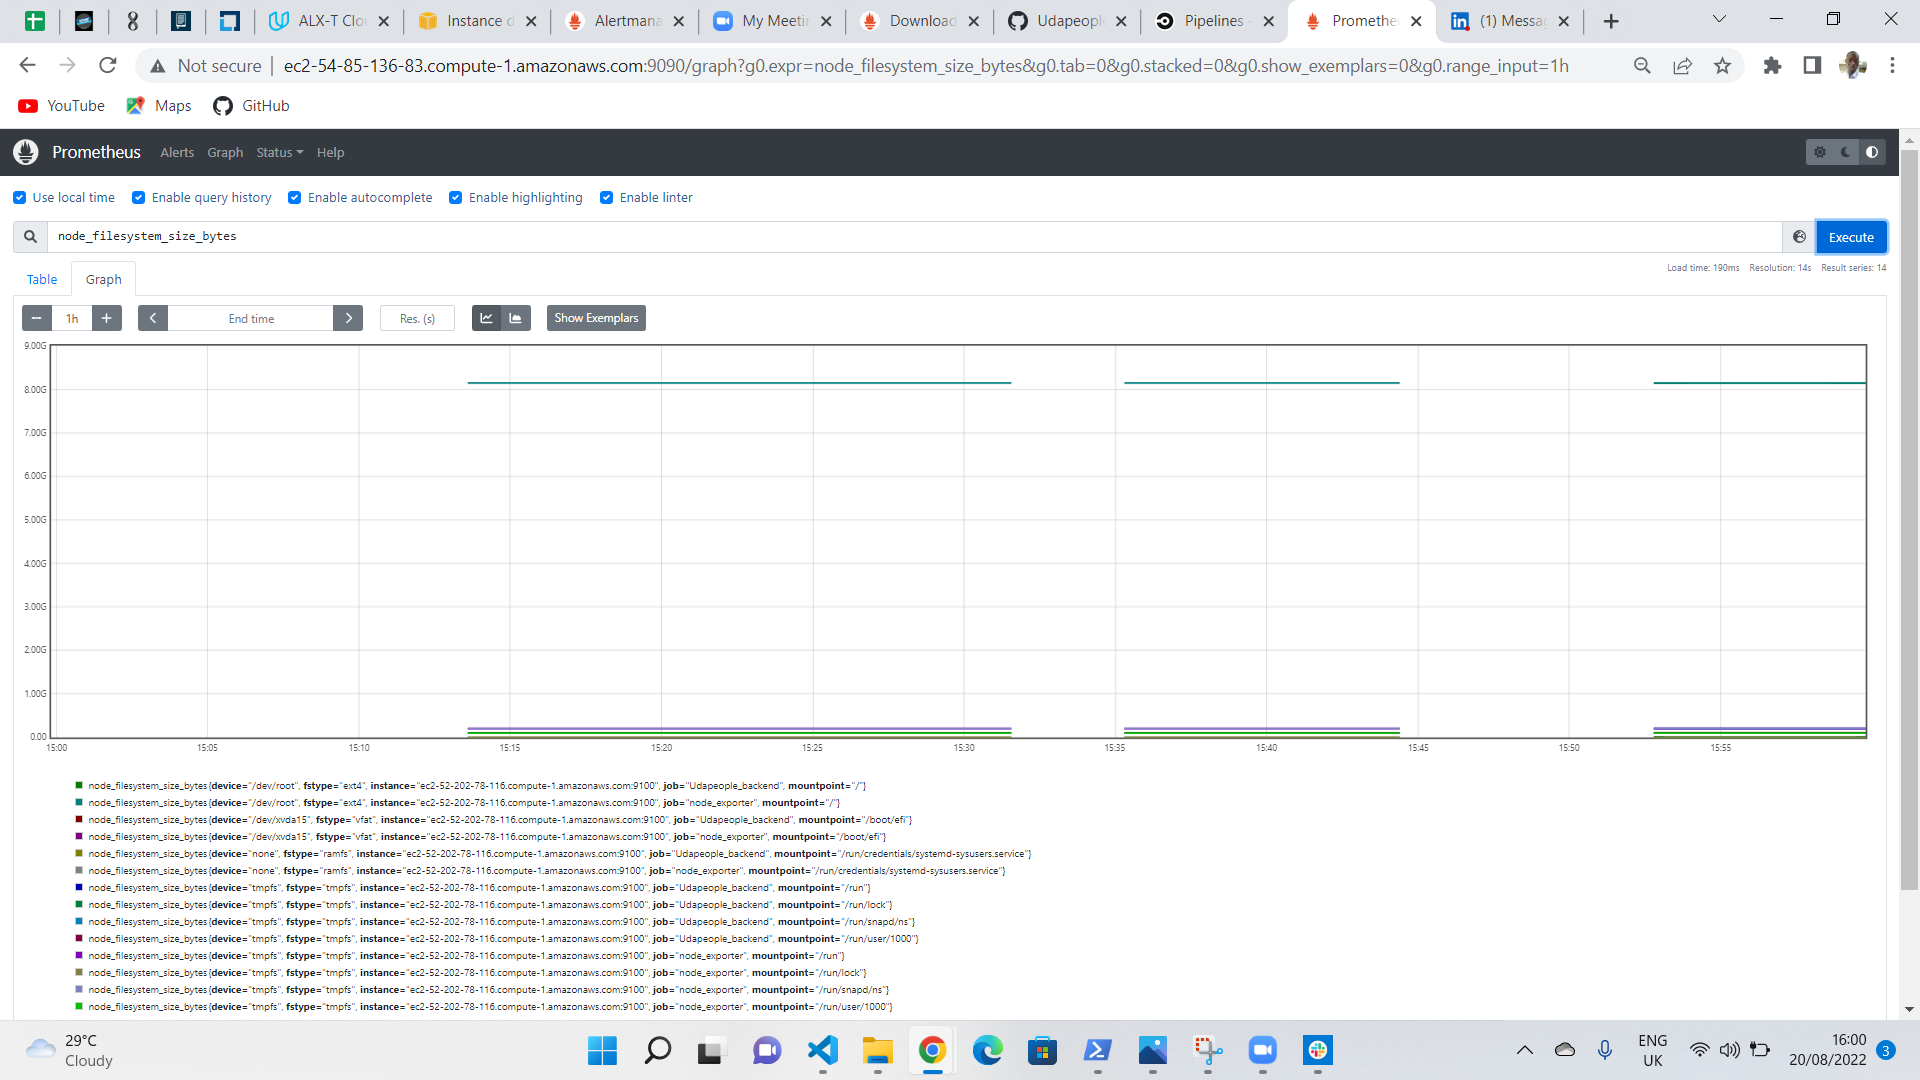 ALX-T Clo
Instance d
Alertmana
My Meetin
Download
Udapeople
Pipelines -
Promethe
(1) Messag
Not secure ec2-54-85-136-83.compute-1.amazonaws.com:9090/graph?g0.expr=node_filesystem_size_bytes&g0.tab=0&g0.stacked=0&g0.show_exemplars=0&g0.range_input=1h
YouTube Maps GitHub
Prometheus Alerts Graph Status Help
Use local time Enable query history Enable autocomplete Enable highlighting Enable linter
node_filesystem_size_bytes
Execute
Table Graph
Load time: 190ms Resolution: 14s Result series: 14
1h End time Res. (s) Show Exemplars
9.00G
8.00G
7.00G
6.00G
5.00G
4.00G
3.00G
2.00G
1.00G
0.00
15:00 15:05 15:10 15:15 15:20 15:25 15:30 15:35 15:40 15:45 15:50 15:55
node_filesystem_size_bytes{device="/dev/root", fstype="ext4", instance="ec2-52-202-78-116.compute-1.amazonaws.com:9100", job="Udapeople_backend", mountpoint="/"}
node_filesystem_size_bytes{device="/dev/root", fstype="ext4", instance="ec2-52-202-78-116.compute-1.amazonaws.com:9100", job="node_exporter", mountpoint="/"}
node_filesystem_size_bytes{device="/dev/xvda15", fstype="vfat", instance="ec2-52-202-78-116.compute-1.amazonaws.com:9100", job="Udapeople_backend", mountpoint="/boot/efi"}
node_filesystem_size_bytes{device="/dev/xvda15", fstype="vfat", instance="ec2-52-202-78-116.compute-1.amazonaws.com:9100", job="node_exporter", mountpoint="/boot/efi"}
node_filesystem_size_bytes{device="none", fstype="ramfs", instance="ec2-52-202-78-116.compute-1.amazonaws.com:9100", job="Udapeople_backend", mountpoint="/run/credentials/systemd-sysusers.service"}
node_filesystem_size_bytes{device="none", fstype="ramfs", instance="ec2-52-202-78-116.compute-1.amazonaws.com:9100", job="node_exporter", mountpoint="/run/credentials/systemd-sysusers.service"}
node_filesystem_size_bytes{device="tmpfs", fstype="tmpfs", instance="ec2-52-202-78-116.compute-1.amazonaws.com:9100", job="Udapeople_backend", mountpoint="/run"}
node_filesystem_size_bytes{device="tmpfs", fstype="tmpfs", instance="ec2-52-202-78-116.compute-1.amazonaws.com:9100", job="Udapeople_backend", mountpoint="/run/lock"}
node_filesystem_size_bytes{device="tmpfs", fstype="tmpfs", instance="ec2-52-202-78-116.compute-1.amazonaws.com:9100", job="Udapeople_backend", mountpoint="/run/snapd/ns"}
node_filesystem_size_bytes{device="tmpfs", fstype="tmpfs", instance="ec2-52-202-78-116.compute-1.amazonaws.com:9100", job="Udapeople_backend", mountpoint="/run/user/1000"}
node_filesystem_size_bytes{device="tmpfs", fstype="tmpfs", instance="ec2-52-202-78-116.compute-1.amazonaws.com:9100", job="node_exporter", mountpoint="/run"}
node_filesystem_size_bytes{device="tmpfs", fstype="tmpfs", instance="ec2-52-202-78-116.compute-1.amazonaws.com:9100", job="node_exporter", mountpoint="/run/lock"}
node_filesystem_size_bytes{device="tmpfs", fstype="tmpfs", instance="ec2-52-202-78-116.compute-1.amazonaws.com:9100", job="node_exporter", mountpoint="/run/snapd/ns"}
node_filesystem_size_bytes{device="tmpfs", fstype="tmpfs", instance="ec2-52-202-78-116.compute-1.amazonaws.com:9100", job="node_exporter", mountpoint="/run/user/1000"}
29°C
Cloudy
ENG
UK
16:00
20/08/2022
3